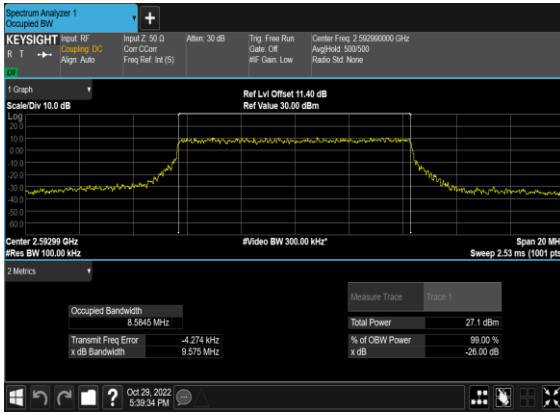 Spectrum Analyzer 1
Occupied BW
+
KEYSIGHT Input: RF Input Z: 50 Ω Atten: 30 dB Trig: Free Run Center Freq: 2.592990000 GHz
R T Coupling: DC Corr CCorr Gate: Off Avg|Hold: 500/500
Align: Auto Freq Ref: Int (S) #IF Gain: Low Radio Std: None
LW
1 Graph
Scale/Div 10.0 dB Ref Lvl Offset 11.40 dB
Ref Value 30.00 dBm
Log
20.0
10.0
0.00
-10.0
-20.0
-30.0
-40.0
-50.0
-60.0
Center 2.59299 GHz #Video BW 300.00 kHz* Span 20 MH
#Res BW 100.00 kHz Sweep 2.53 ms (1001 pts
2 Metrics
Measure Trace Trace 1
Occupied Bandwidth
8.5845 MHz Total Power 27.1 dBm
Transmit Freq Error -4.274 kHz % of OBW Power 99.00 %
x dB Bandwidth 9.575 MHz x dB -26.00 dB
? Oct 29, 2022
5:39:34 PM